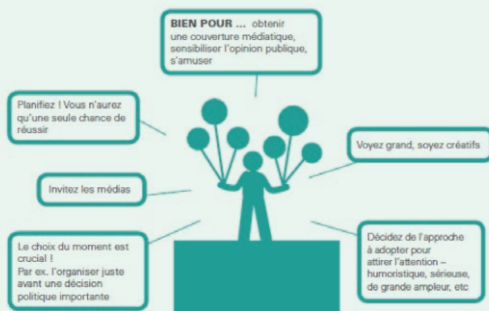 BIEN POUR ... obtenir
une couverture médiatique,
sensibiliser l'opinion publique,
s'amuser
Planifiez ! Vous n'aurez
qu'une seule chance de
réussir
Voyez grand, soyez créatifs
Invitez les médias
Le choix du moment est
crucial !
Par ex. l'organiser juste
avant une décision
politique importante
Décidez de l'approche
à adopter pour
attirer l'attention –
humoristique, sérieuse,
de grande ampleur, etc